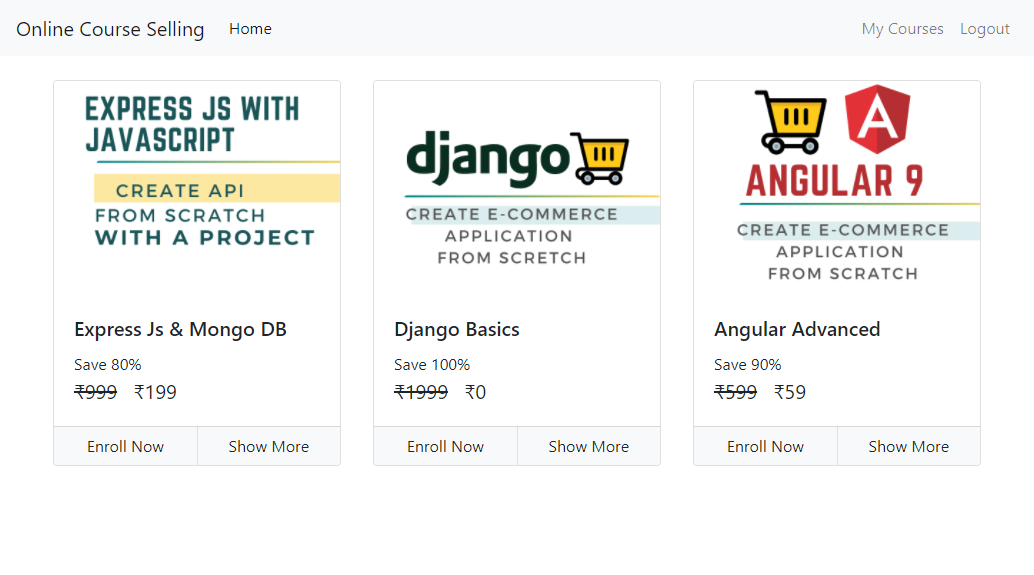 Online Course Selling Home My Courses Logout
EXPRESS JS WITH
JAVASCRIPT
CREATE API
FROM SCRATCH
WITH A PROJECT
Express Js & Mongo DB
Save 80%
₹999 ₹199
Enroll Now Show More
django
CREATE E-COMMERCE
APPLICATION
FROM SCRETCH
Django Basics
Save 100%
₹1999 ₹0
Enroll Now Show More
A
ANGULAR 9
CREATE E-COMMERCE
APPLICATION
FROM SCRATCH
Angular Advanced
Save 90%
₹599 ₹59
Enroll Now Show More